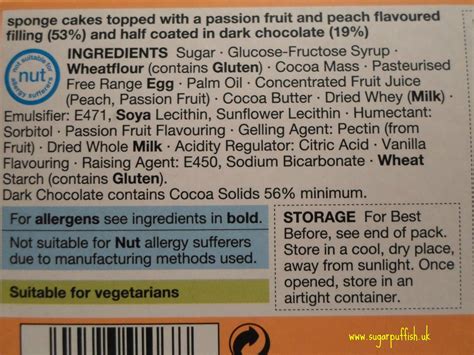 sponge cakes topped with a passion fruit and peach flavoured
filling (53%) and half coated in dark chocolate (19%)
not suitable for
nut
allergy sufferers
INGREDIENTS Sugar · Glucose-Fructose Syrup ·
Wheatflour (contains Gluten) · Cocoa Mass · Pasteurised
Free Range Egg · Palm Oil · Concentrated Fruit Juice
(Peach, Passion Fruit) · Cocoa Butter · Dried Whey (Milk) ·
Emulsifier: E471, Soya Lecithin, Sunflower Lecithin · Humectant:
Sorbitol · Passion Fruit Flavouring · Gelling Agent: Pectin (from
Fruit) · Dried Whole Milk · Acidity Regulator: Citric Acid · Vanilla
Flavouring · Raising Agent: E450, Sodium Bicarbonate · Wheat
Starch (contains Gluten).
Dark Chocolate contains Cocoa Solids 56% minimum.
For allergens see ingredients in bold.
Not suitable for Nut allergy sufferers
due to manufacturing methods used.
Suitable for vegetarians
STORAGE For Best
Before, see end of pack.
Store in a cool, dry place,
away from sunlight. Once
opened, store in an
airtight container.
www.sugarpuffish.uk